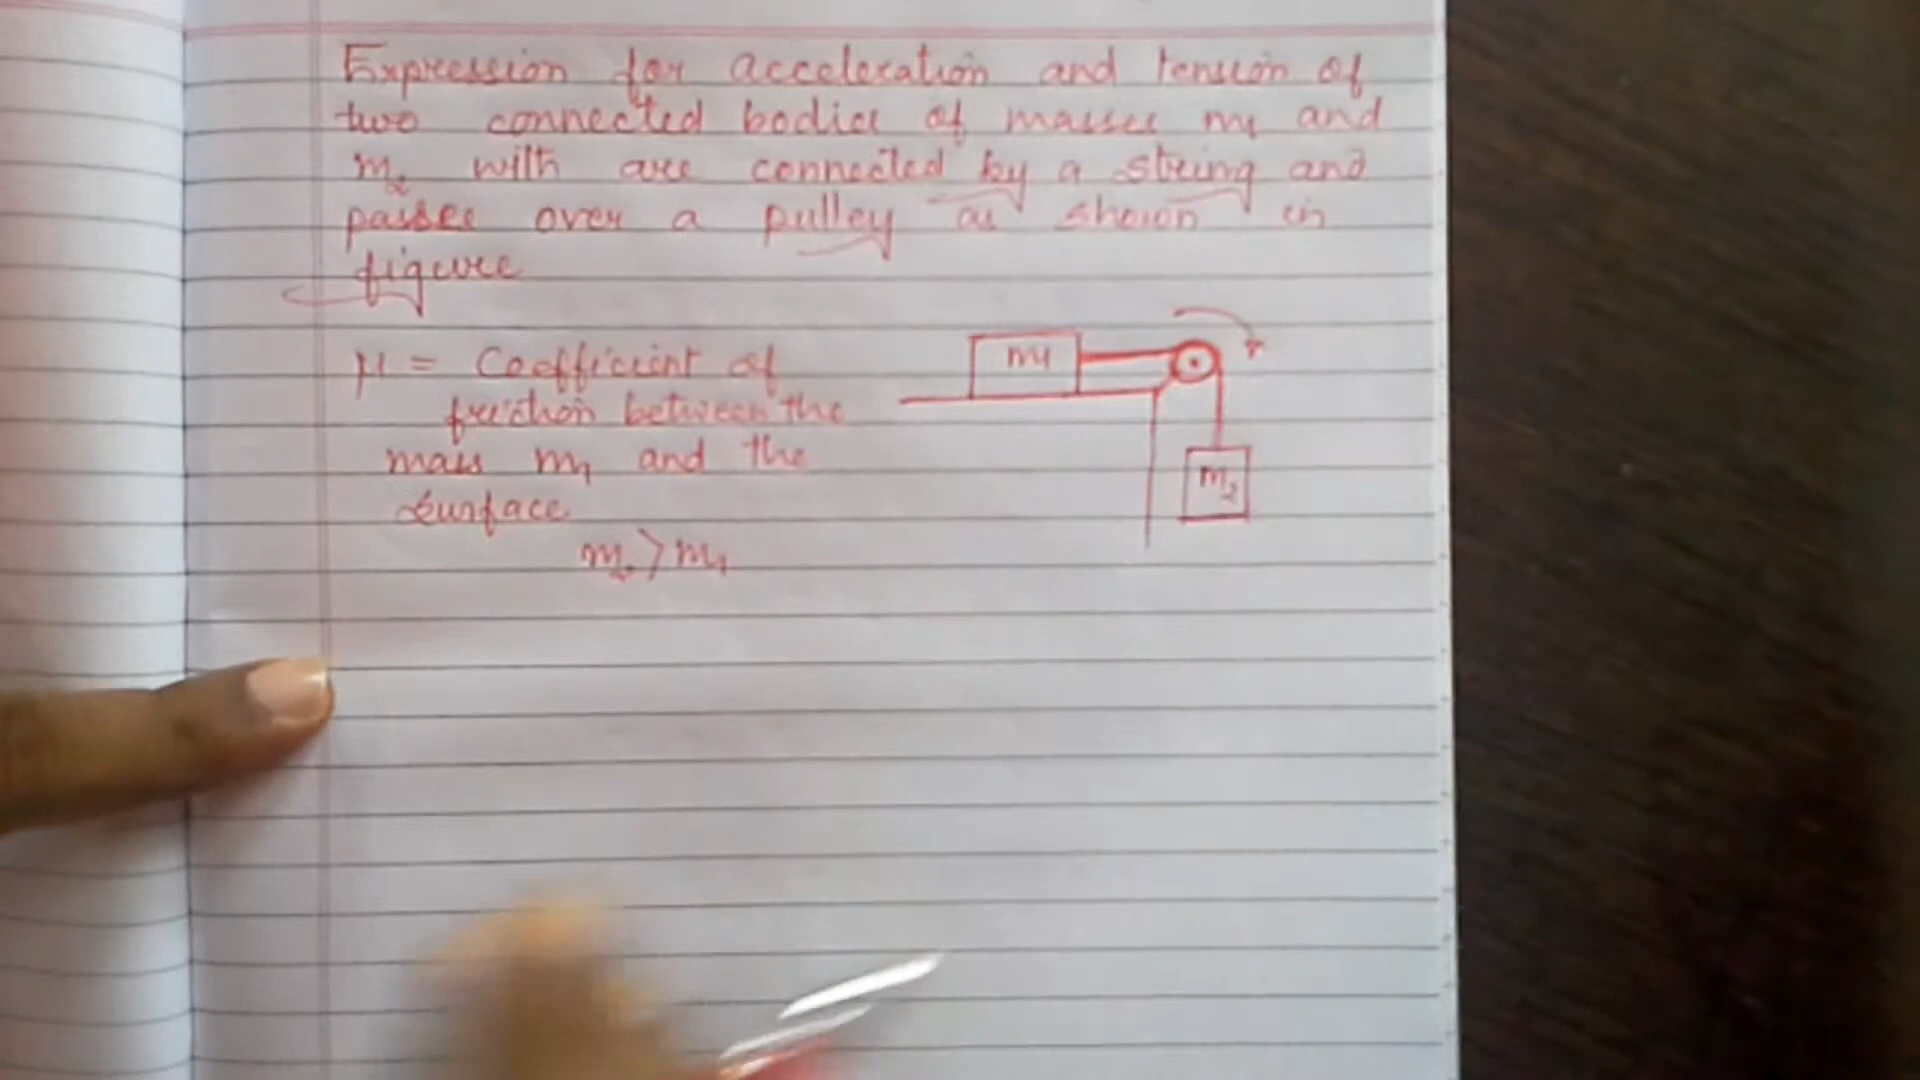 Expression for acceleration and tension of
two connected bodies of masses m1 and
m2 with are connected by a string and
passes over a pulley as shown in
figure
μ = Coefficient of
friction between the
mass m1 and the
surface
m2 > m1
m1
m2